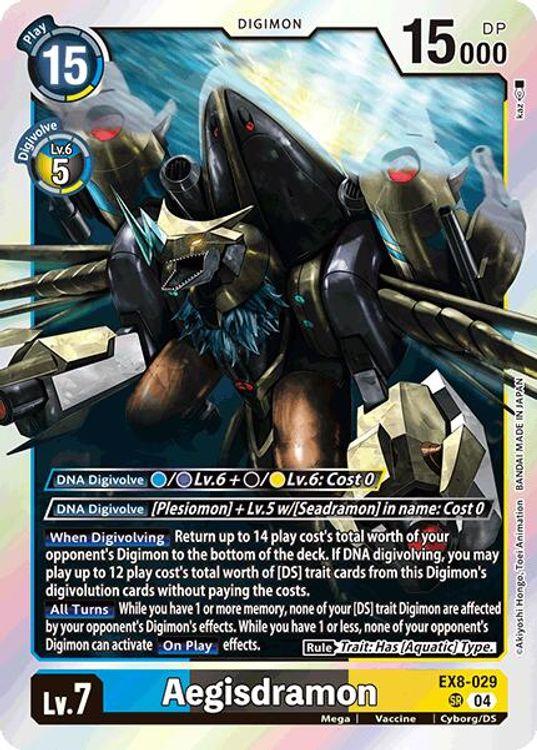 DIGIMON
Play
15
15000
DP
Digivolve
Lv.6
5
kaz
DNA Digivolve / Lv.6 + / Lv.6: Cost 0
DNA Digivolve [Plesiomon] + Lv.5 w/[Seadramon] in name: Cost 0
When Digivolving Return up to 14 play cost's total worth of your
opponent's Digimon to the bottom of the deck. If DNA digivolving, you may
play up to 12 play cost's total worth of [DS] trait cards from this Digimon's
digivolution cards without paying the costs.
All Turns While you have 1 or more memory, none of your [DS] trait Digimon are affected
by your opponent's Digimon's effects. While you have 1 or less, none of your opponent's
Digimon can activate On Play effects.
Rule Trait: Has [Aquatic] Type.
©Akiyoshi Hongo, Toei Animation BANDAI MADE IN JAPAN
Lv.7
Aegisdramon
EX8-029
SR 04
Mega | Vaccine | Cyborg/DS